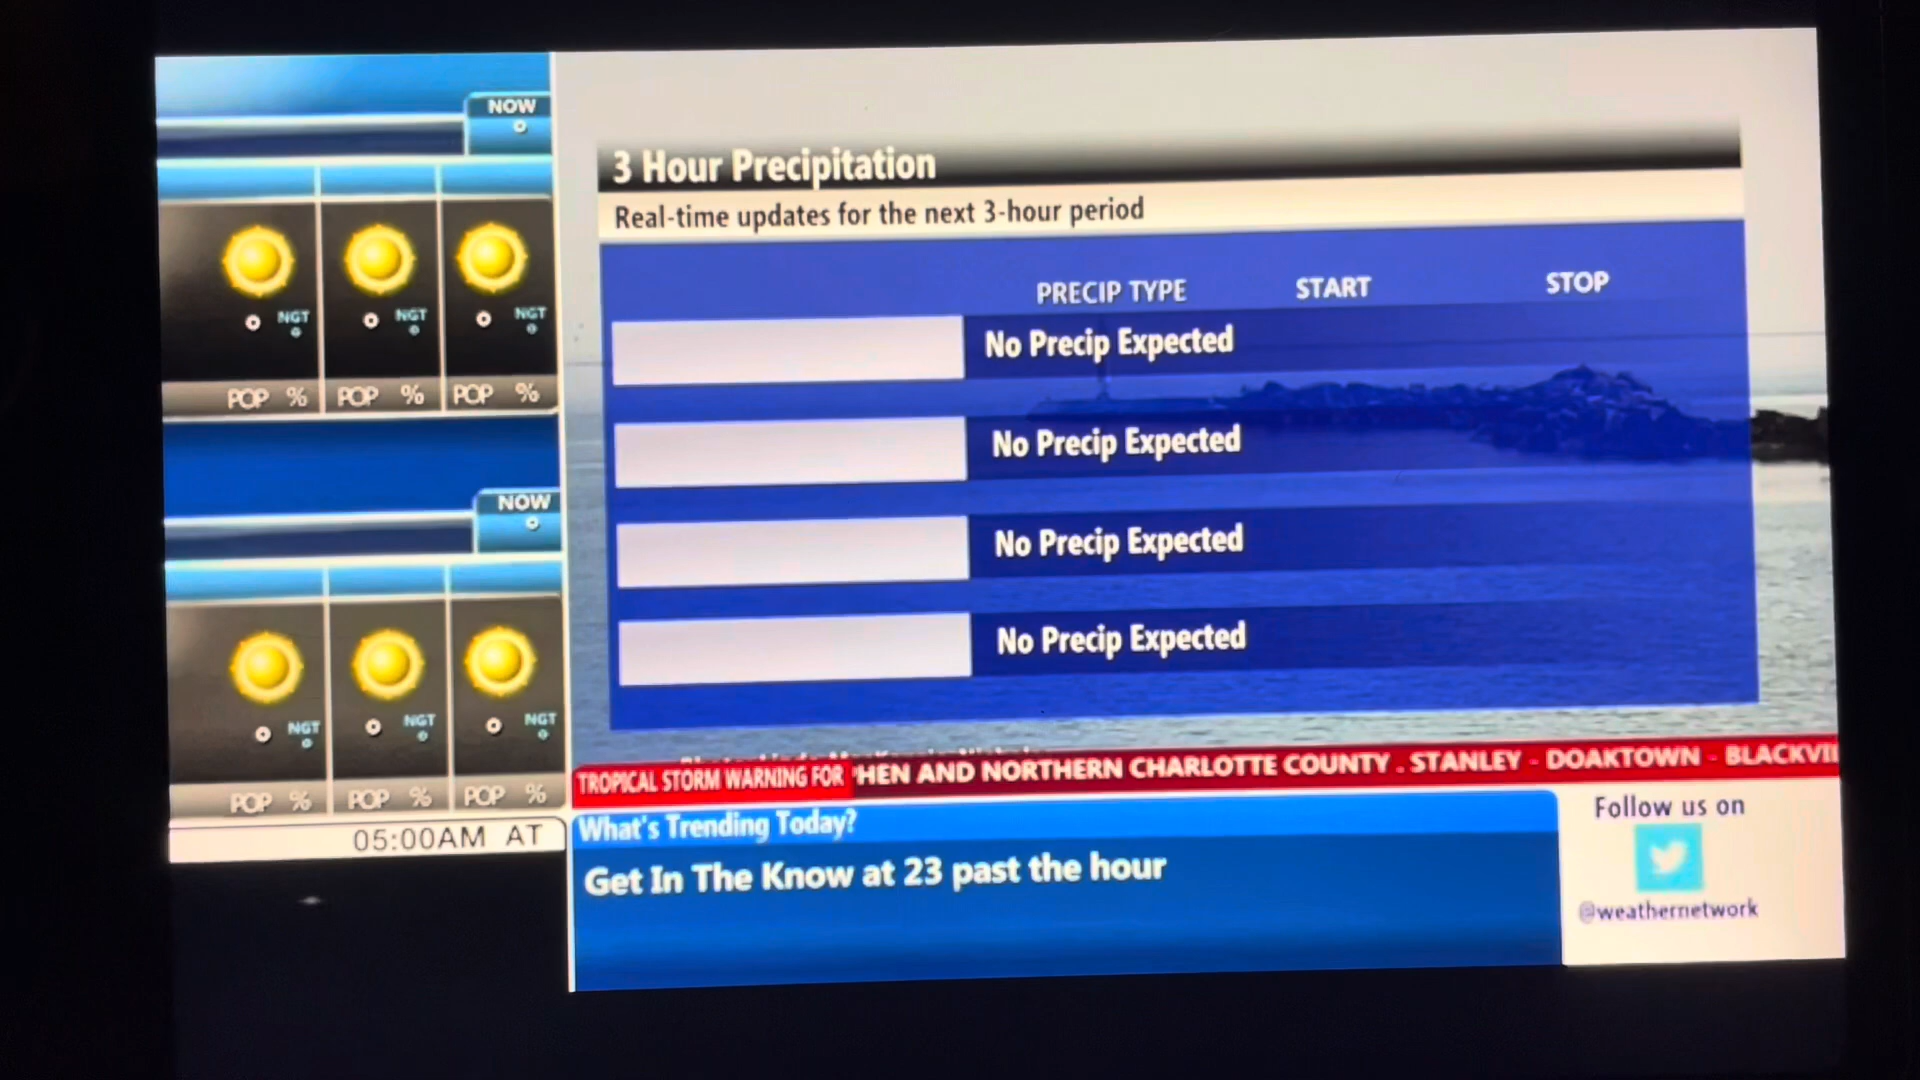 NOW
NGT NGT NGT
POP % POP % POP %
NOW
NGT NGT NGT
POP % POP % POP %
05:00AM AT
3 Hour Precipitation
Real-time updates for the next 3-hour period
PRECIP TYPE START STOP
No Precip Expected
No Precip Expected
No Precip Expected
No Precip Expected
TROPICAL STORM WARNING FOR HEN AND NORTHERN CHARLOTTE COUNTY . STANLEY - DOAKTOWN - BLACKVI
What's Trending Today?
Get In The Know at 23 past the hour
Follow us on
@weathernetwork